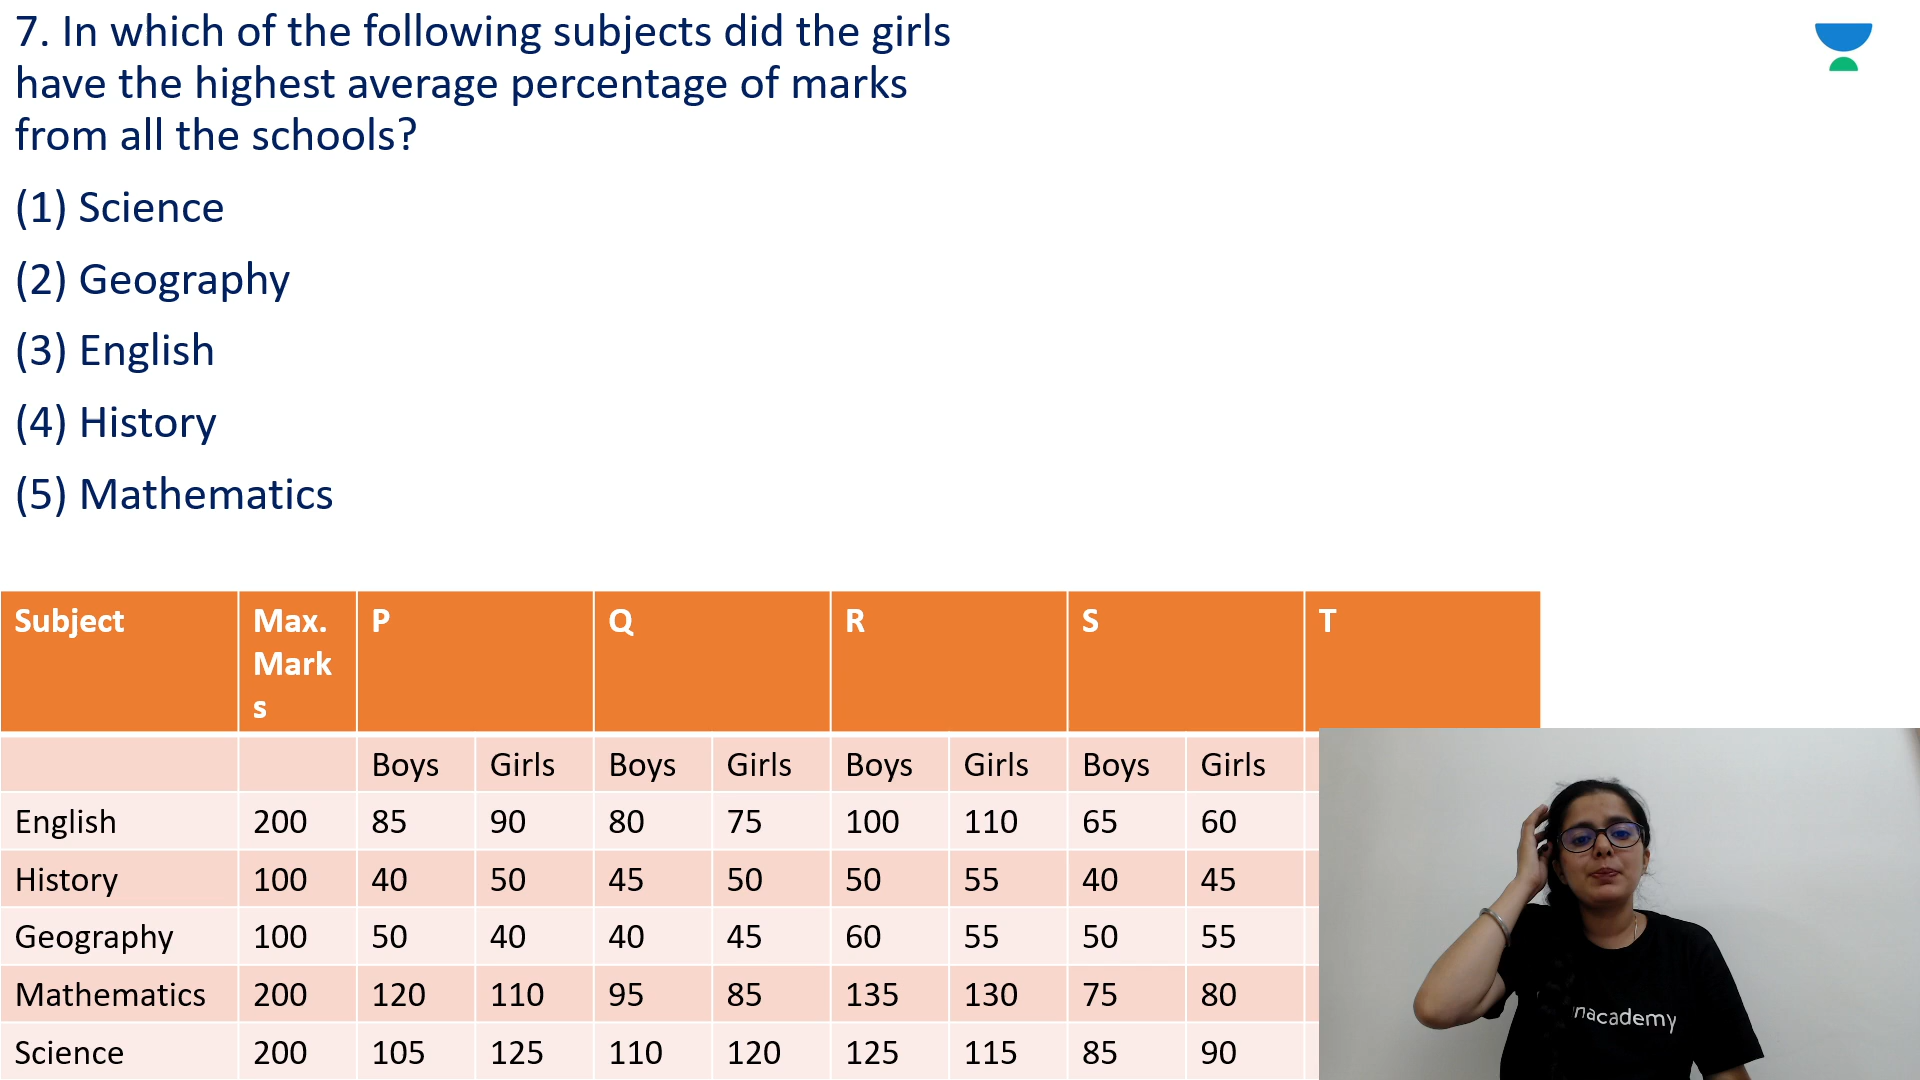 7. In which of the following subjects did the girls
have the highest average percentage of marks
from all the schools?
(1) Science
(2) Geography
(3) English
(4) History
(5) Mathematics
Subject Max. Mark s P Q R S T
Boys Girls Boys Girls Boys Girls Boys Girls
English 200 85 90 80 75 100 110 65 60
History 100 40 50 45 50 50 55 40 45
Geography 100 50 40 40 45 60 55 50 55
Mathematics 200 120 110 95 85 135 130 75 80
Science 200 105 125 110 120 125 115 85 90
unacademy